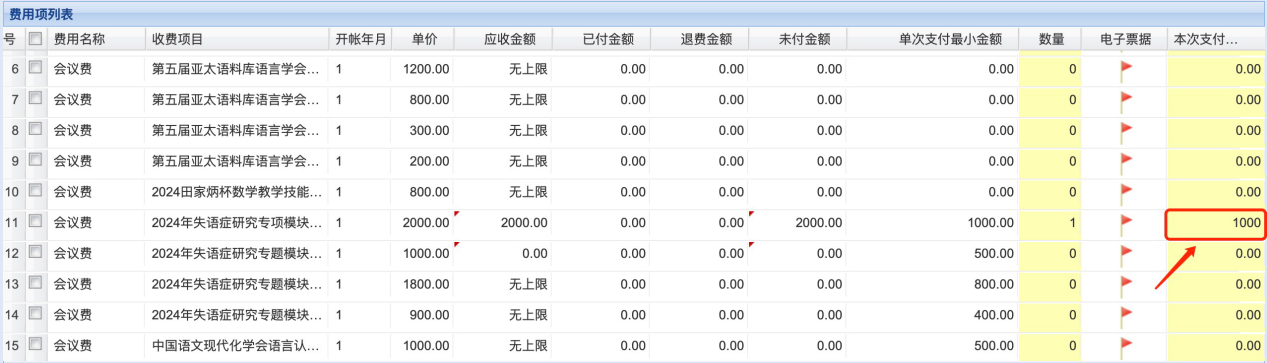 费用项列表
号 费用名称 收费项目 开帐年月 单价 应收金额 已付金额 退费金额 未付金额 单次支付最小金额 数量 电子票据 本次支付...
6 会议费 第五届亚太语料库语言学会... 1 1200.00 无上限 0.00 0.00 0.00 0.00 0 0.00
7 会议费 第五届亚太语料库语言学会... 1 800.00 无上限 0.00 0.00 0.00 0.00 0 0.00
8 会议费 第五届亚太语料库语言学会... 1 300.00 无上限 0.00 0.00 0.00 0.00 0 0.00
9 会议费 第五届亚太语料库语言学会... 1 200.00 无上限 0.00 0.00 0.00 0.00 0 0.00
10 会议费 2024田家炳杯数学教学技能... 1 800.00 无上限 0.00 0.00 0.00 0.00 0 0.00
11 会议费 2024年失语症研究专项模块... 1 2000.00 2000.00 0.00 0.00 2000.00 1000.00 1 1000
12 会议费 2024年失语症研究专题模块... 1 1000.00 0.00 0.00 0.00 0.00 500.00 0 0.00
13 会议费 2024年失语症研究专题模块... 1 1800.00 无上限 0.00 0.00 0.00 800.00 0 0.00
14 会议费 2024年失语症研究专题模块... 1 900.00 无上限 0.00 0.00 0.00 400.00 0 0.00
15 会议费 中国语文现代化学会语言认... 1 1000.00 无上限 0.00 0.00 0.00 500.00 0 0.00